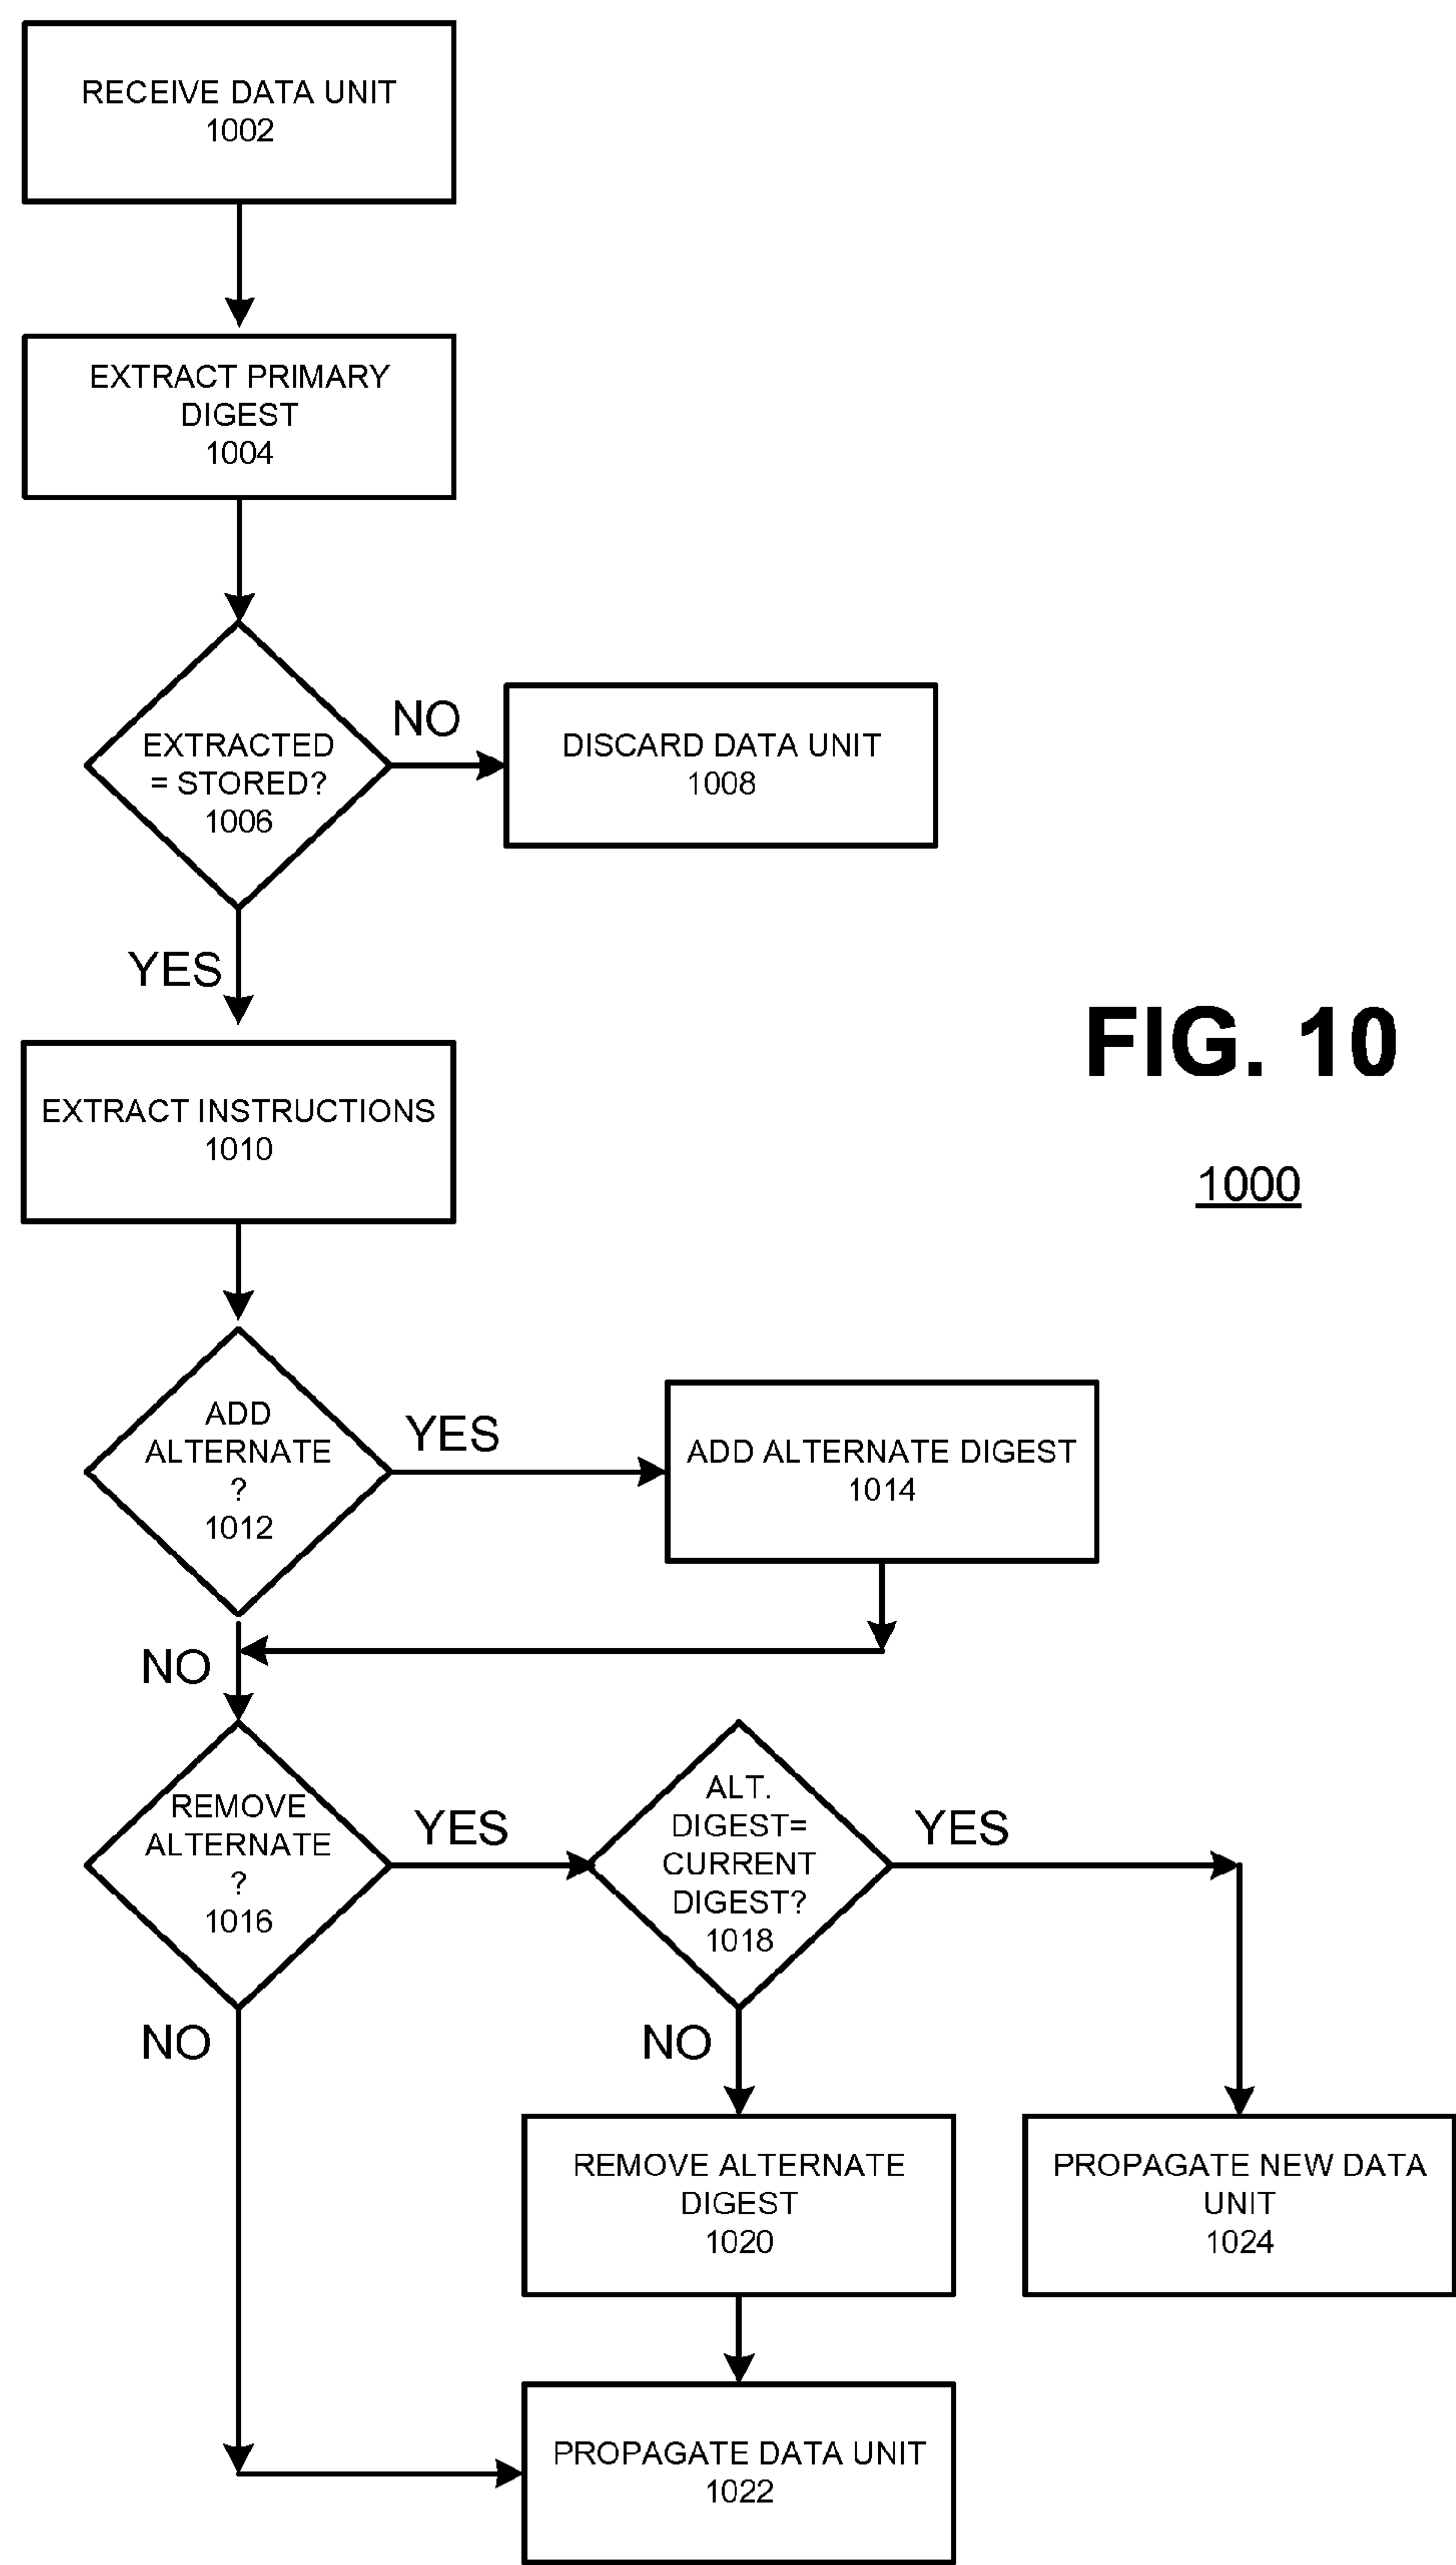 RECEIVE DATA UNIT
1002
EXTRACT PRIMARY
DIGEST
1004
EXTRACTED
= STORED?
1006
NO
DISCARD DATA UNIT
1008
YES
EXTRACT INSTRUCTIONS
1010
FIG. 10
1000
ADD
ALTERNATE
?
1012
YES
ADD ALTERNATE DIGEST
1014
NO
REMOVE
ALTERNATE
?
1016
YES
ALT.
DIGEST=
CURRENT
DIGEST?
1018
YES
NO
NO
REMOVE ALTERNATE
DIGEST
1020
PROPAGATE NEW DATA
UNIT
1024
PROPAGATE DATA UNIT
1022